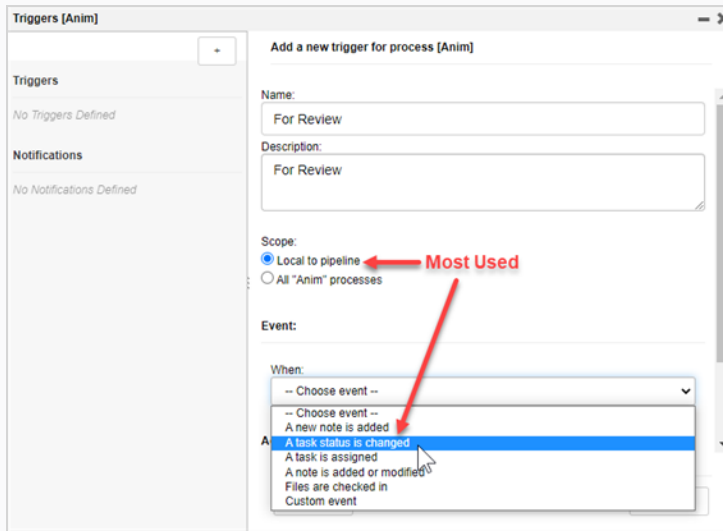 Triggers [Anim]
+
Triggers
No Triggers Defined
Notifications
No Notifications Defined
Add a new trigger for process [Anim]
Name:
For Review
Description:
For Review
Scope:
Local to pipeline
Most Used
All "Anim" processes
Event:
When:
-- Choose event --
-- Choose event --
A new note is added
A task status is changed
A task is assigned
A note is added or modified
Files are checked in
Custom event